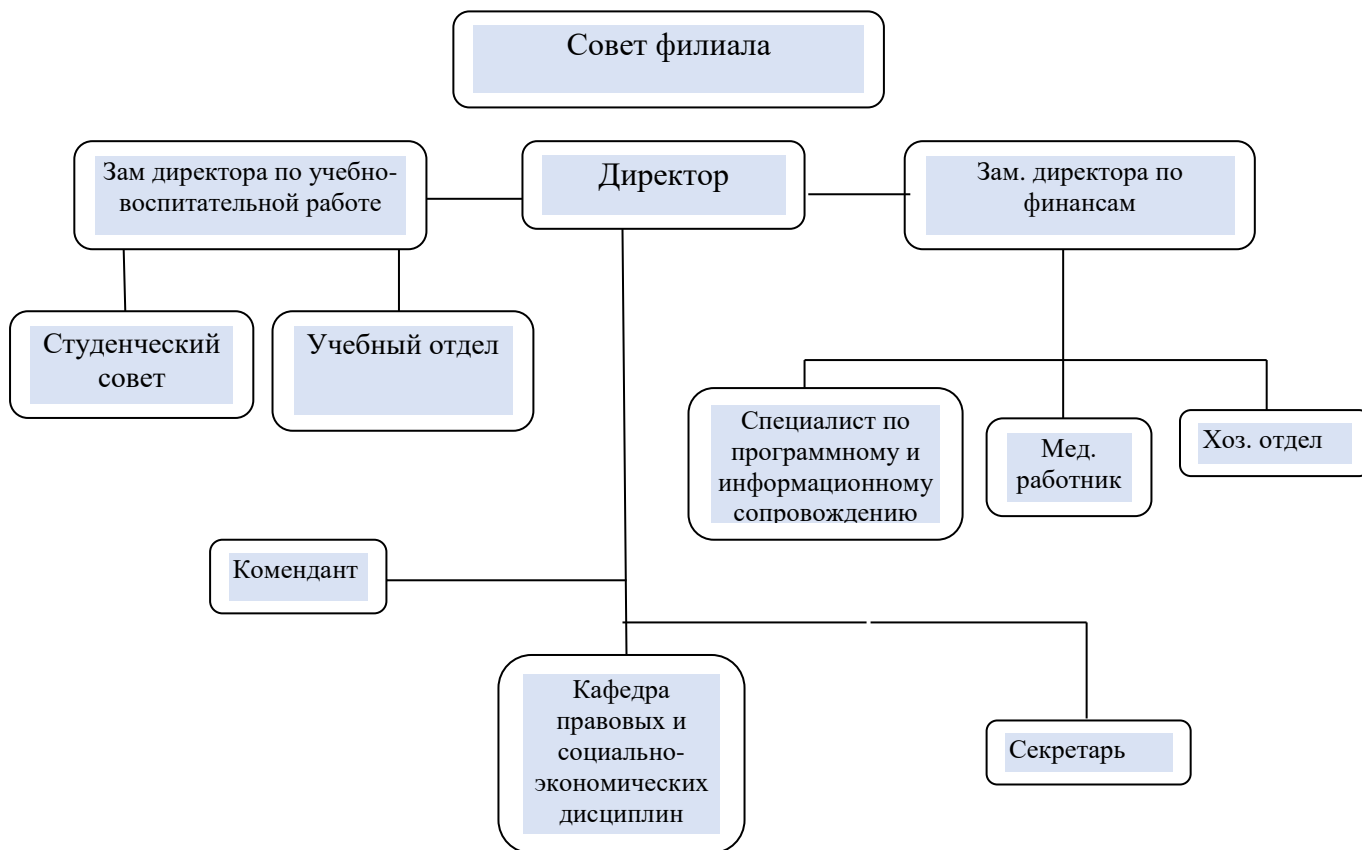 Совет филиала
Зам директора по учебно-
воспитательной работе
Директор
Зам. директора по
финансам
Студенческий
совет
Учебный отдел
Специалист по
программному и
информационному
сопровождению
Мед.
работник
Хоз. отдел
Комендант
Кафедра
правовых и
социально-
экономических
дисциплин
Секретарь